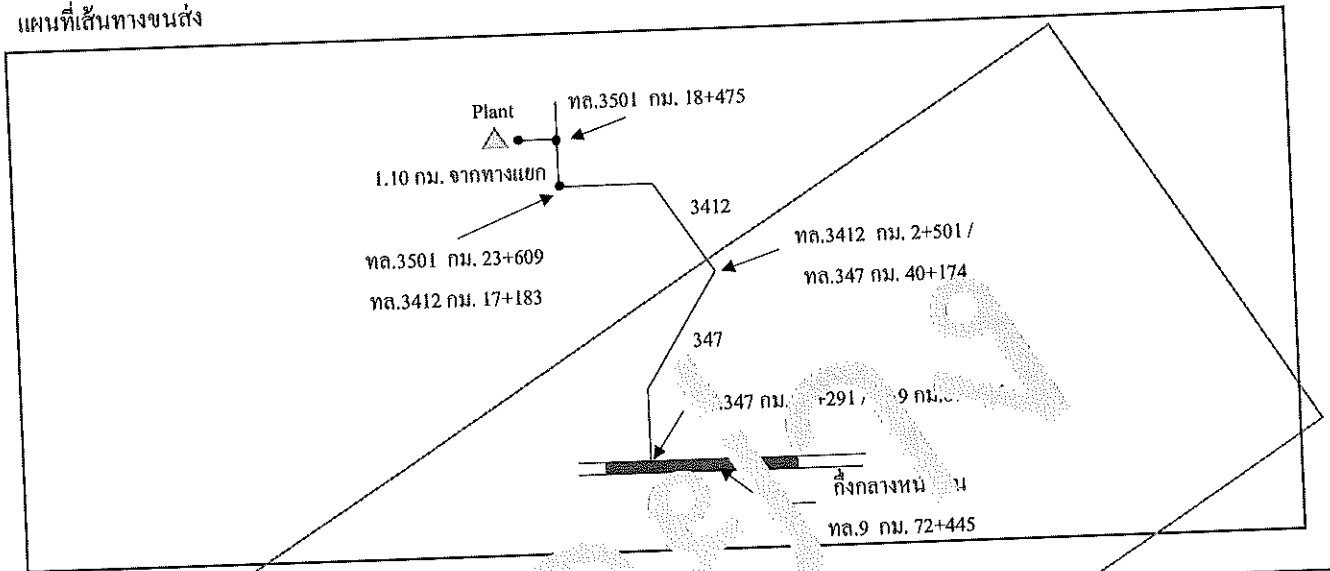 แผนที่เส้นทางขนส่ง
Plant
ทล.3501 กม. 18+475
1.10 กม. จากทางแยก
3412
ทล.3501 กม. 23+609
ทล.3412 กม. 17+183
ทล.3412 กม. 2+501 /
ทล.347 กม. 40+174
347
.347 กม. +291 / 9 กม.
กึ่งกลาง
ทล.9 กม. 72+445